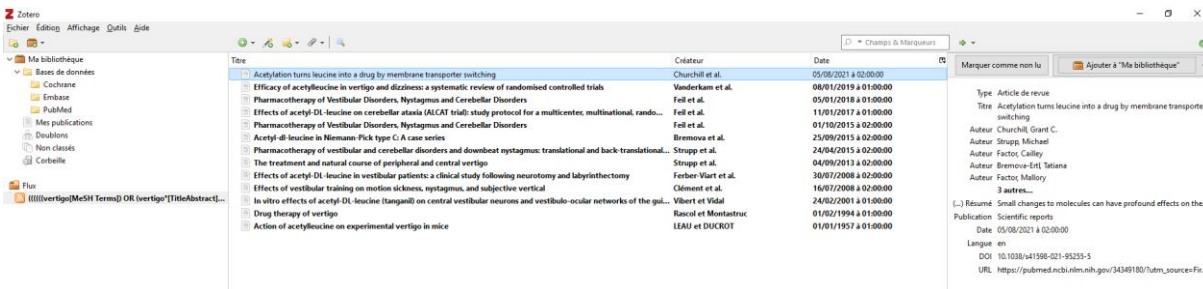 Zotero
Fichier Édition Affichage Outils Aide
Champs & Marqueurs
Ma bibliothèque
Bases de données
Cochrane
Embase
PubMed
Mes publications
Doublons
Non classés
Corbeille
Flux
((((((vertigo[MeSH Terms]) OR (vertigo*[TitleAbstract]...
Titre Créateur Date
Acetylation turns leucine into a drug by membrane transporter switching Churchill et al. 05/08/2021 à 02:00:00
Efficacy of acetylleucine in vertigo and dizziness: a systematic review of randomised controlled trials Vanderkam et al. 08/01/2019 à 01:00:00
Pharmacotherapy of Vestibular Disorders, Nystagmus and Cerebellar Disorders Feil et al. 05/01/2018 à 01:00:00
Effects of acetyl-DL-leucine on cerebellar ataxia (ALCAT trial): study protocol for a multicenter, multinational, rando... Feil et al. 11/01/2017 à 01:00:00
Pharmacotherapy of Vestibular Disorders, Nystagmus and Cerebellar Disorders Feil et al. 01/10/2015 à 02:00:00
Acetyl-dl-leucine in Niemann-Pick type C: A case series Bremova et al. 25/09/2015 à 02:00:00
Pharmacotherapy of vestibular and cerebellar disorders and downbeat nystagmus: translational and back-translational... Strupp et al. 24/04/2015 à 02:00:00
The treatment and natural course of peripheral and central vertigo Strupp et al. 04/09/2013 à 02:00:00
Effects of acetyl-DL-leucine in vestibular patients: a clinical study following neurotomy and labyrinthectomy Ferber-Viart et al. 30/07/2008 à 02:00:00
Effects of vestibular training on motion sickness, nystagmus, and subjective vertical Clément et al. 16/07/2008 à 02:00:00
In vitro effects of acetyl-DL-leucine (tanganil) on central vestibular neurons and vestibulo-ocular networks of the gui... Vibert et Vidal 24/02/2001 à 01:00:00
Drug therapy of vertigo Rascol et Montastruc 01/02/1994 à 01:00:00
Action of acetylleucine on experimental vertigo in mice LEAU et DUCROT 01/01/1957 à 01:00:00
Marquer comme non lu Ajouter à "Ma bibliothèque"
Type Article de revue
Titre Acetylation turns leucine into a drug by membrane transporte
switching
Auteur Churchill, Grant C.
Auteur Strupp, Michael
Auteur Factor, Cailley
Auteur Bremova-Ertl, Tatiana
Auteur Factor, Mallory
3 autres...
(...) Résumé Small changes to molecules can have profound effects on the
Publication Scientific reports
Date 05/08/2021 à 02:00:00
Langue en
DOI 10.1038/s41598-021-95255-5
URL https://pubmed.ncbi.nlm.nih.gov/34349180/?utm_source=Fir